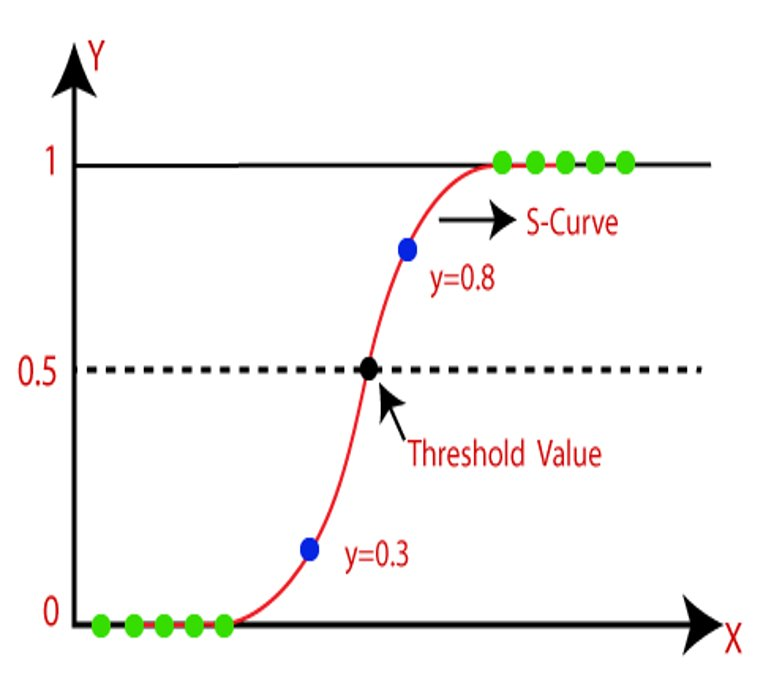 Y
1
S-Curve
y=0.8
0.5
Threshold Value
y=0.3
0
X